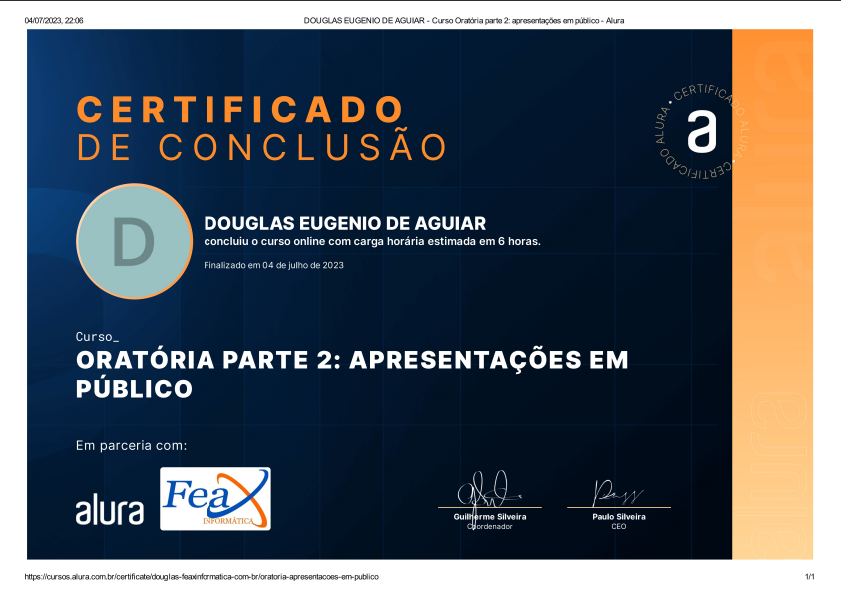 04/07/2023, 22:06
DOUGLAS EUGENIO DE AGUIAR - Curso Oratória parte 2: apresentações em público - Alura
CERTIFICADO
DE CONCLUSÃO
CERTIFICADO ALURA • CERTIFICADO ALURA •
a
D
DOUGLAS EUGENIO DE AGUIAR
concluiu o curso online com carga horária estimada em 6 horas.
Finalizado em 04 de julho de 2023
Curso_
ORATÓRIA PARTE 2: APRESENTAÇÕES EM
PÚBLICO
Em parceria com:
alura
FeaX
INFORMÁTICA
Guilherme Silveira
Coordenador
Paulo Silveira
CEO
alura
alura
https://cursos.alura.com.br/certificate/douglas-feaxinformatica-com-br/oratoria-apresentacoes-em-publico
1/1